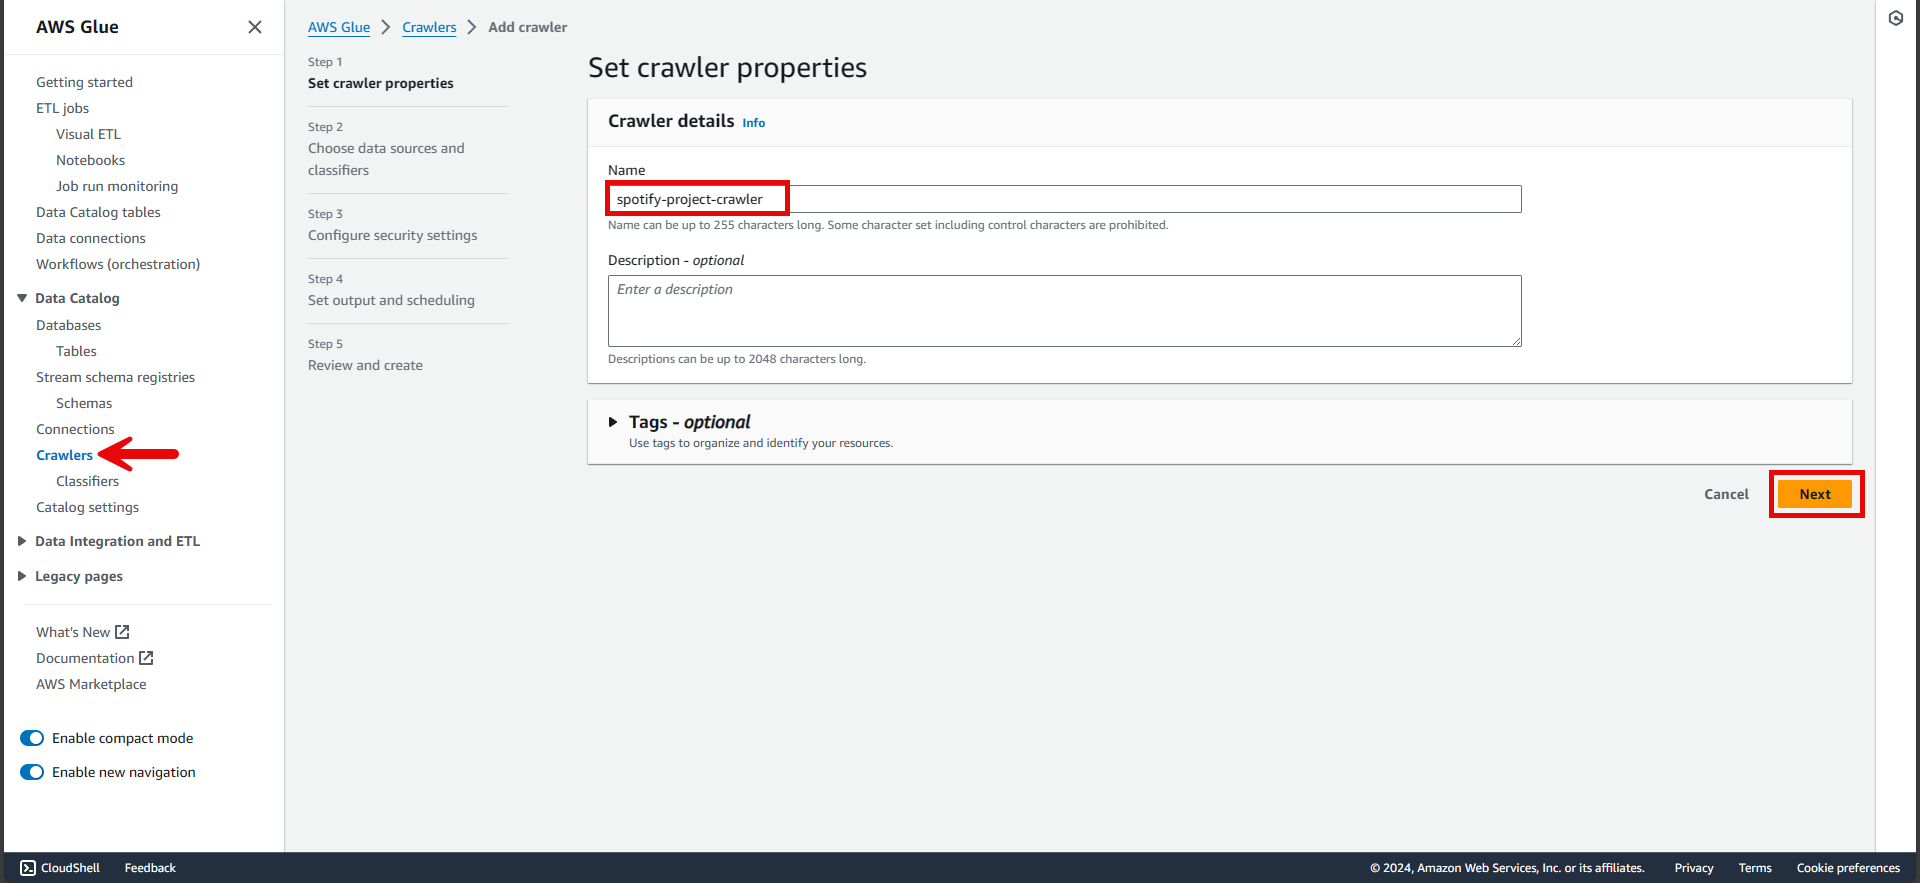 AWS Glue
Getting started
ETL jobs
Visual ETL
Notebooks
Job run monitoring
Data Catalog tables
Data connections
Workflows (orchestration)
Data Catalog
Databases
Tables
Stream schema registries
Schemas
Connections
Crawlers
Classifiers
Catalog settings
Data Integration and ETL
Legacy pages
What's New
Documentation
AWS Marketplace
Enable compact mode
Enable new navigation
AWS Glue > Crawlers > Add crawler
Step 1
Set crawler properties
Step 2
Choose data sources and
classifiers
Step 3
Configure security settings
Step 4
Set output and scheduling
Step 5
Review and create
Set crawler properties
Crawler details Info
Name
spotify-project-crawler
Name can be up to 255 characters long. Some character set including control characters are prohibited.
Description - optional
Enter a description
Descriptions can be up to 2048 characters long.
Tags - optional
Use tags to organize and identify your resources.
Cancel Next
CloudShell Feedback © 2024, Amazon Web Services, Inc. or its affiliates. Privacy Terms Cookie preferences